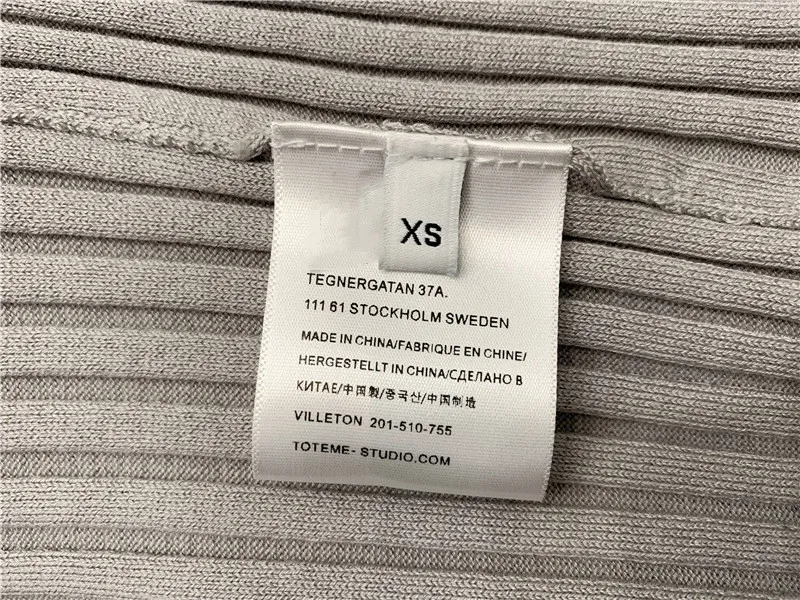 XS
TEGNERGATAN 37A.
111 61 STOCKHOLM SWEDEN
MADE IN CHINA/FABRIQUE EN CHINE/
HERGESTELLT IN CHINA/СДЕЛАНО В
КИТАЕ/中国製/중국산/中国制造
VILLETON 201-510-755
TOTEME- STUDIO.COM